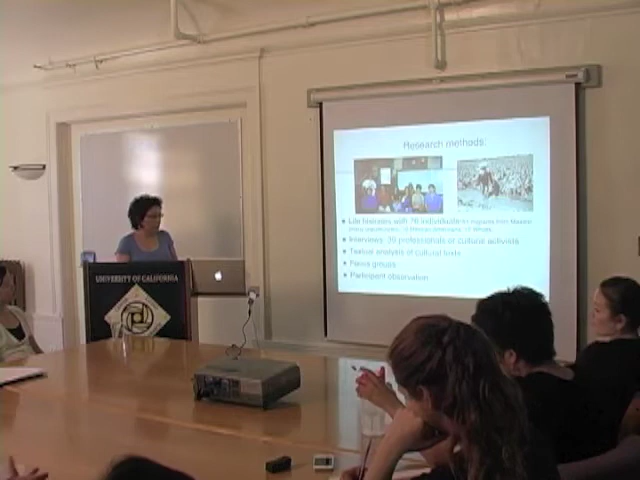 Research methods:
UNIVERSITY OF CALIFORNIA
Life histories with 76 individuals
Interviews: 29 professionals or cultural activists
Textual analysis of cultural texts
Focus groups
Participant observation